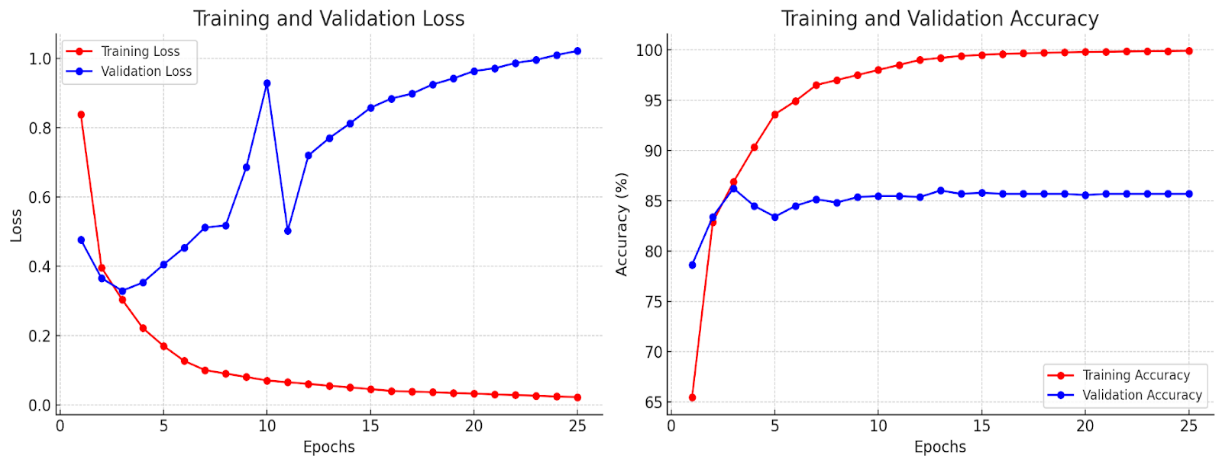 Training and Validation Loss
Training Loss
Validation Loss
1.0
0.8
0.6
0.4
0.2
0.0
Loss
0
5
10
15
20
25
Epochs
Training and Validation Accuracy
100
95
90
85
80
75
70
65
Accuracy (%)
Training Accuracy
Validation Accuracy
0
5
10
15
20
25
Epochs